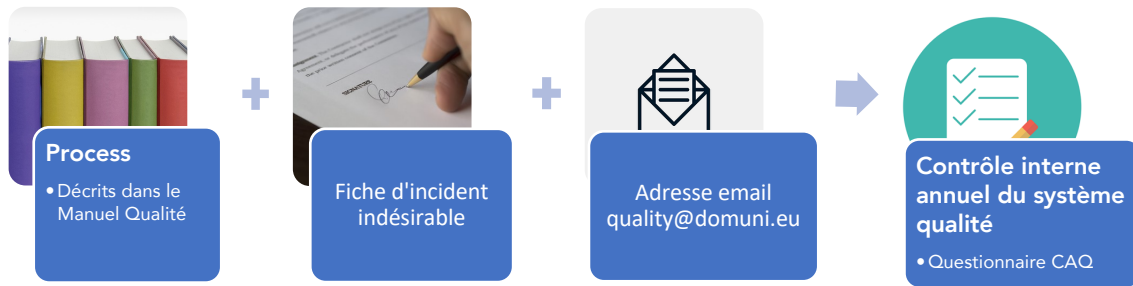 Process
• Décrits dans le
Manuel Qualité
Fiche d'incident
indésirable
Adresse email
quality@domuni.eu
Contrôle interne
annuel du système
qualité
• Questionnaire CAQ